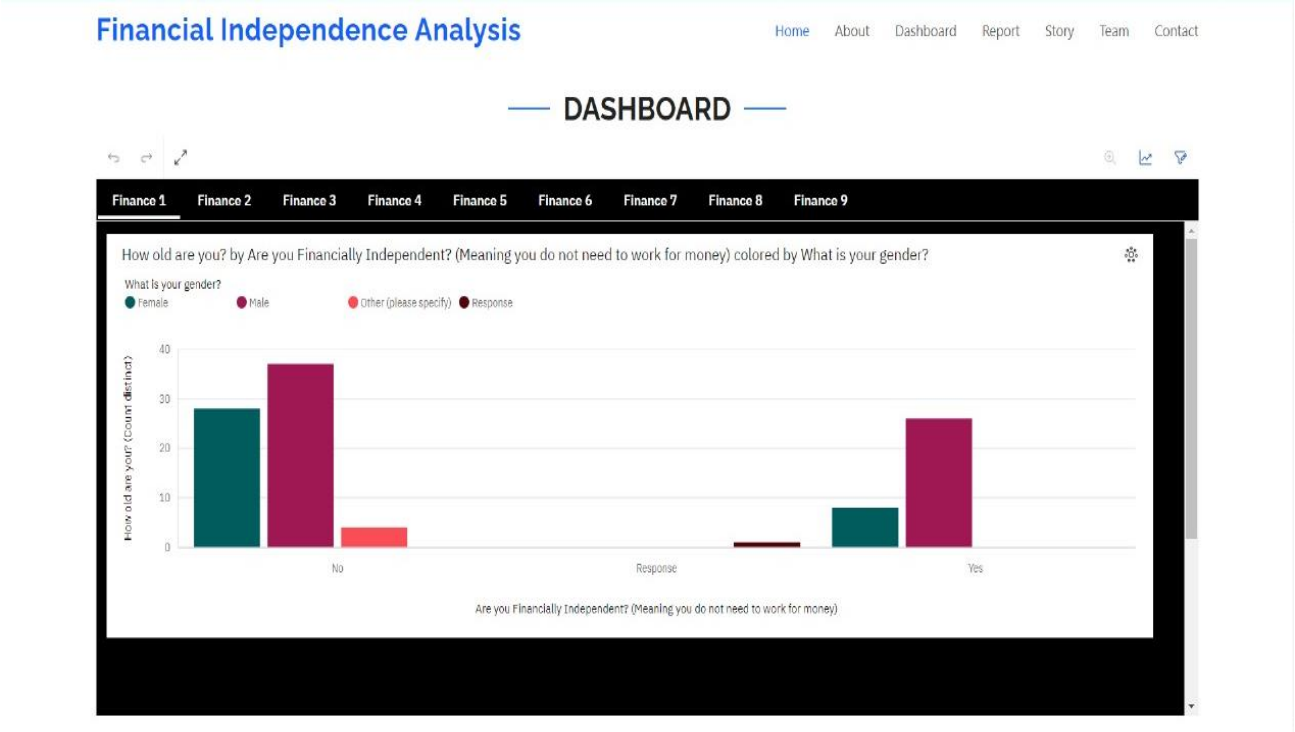 Financial Independence Analysis
Home About Dashboard Report Story Team Contact
DASHBOARD
Finance 1 Finance 2 Finance 3 Finance 4 Finance 5 Finance 6 Finance 7 Finance 8 Finance 9
How old are you? by Are you Financially Independent? (Meaning you do not need to work for money) colored by What is your gender?
What is your gender?
Female Male Other (please specify) Response
How old are you? (Count distinct)
40
30
20
10
0
No Response Yes
Are you Financially Independent? (Meaning you do not need to work for money)